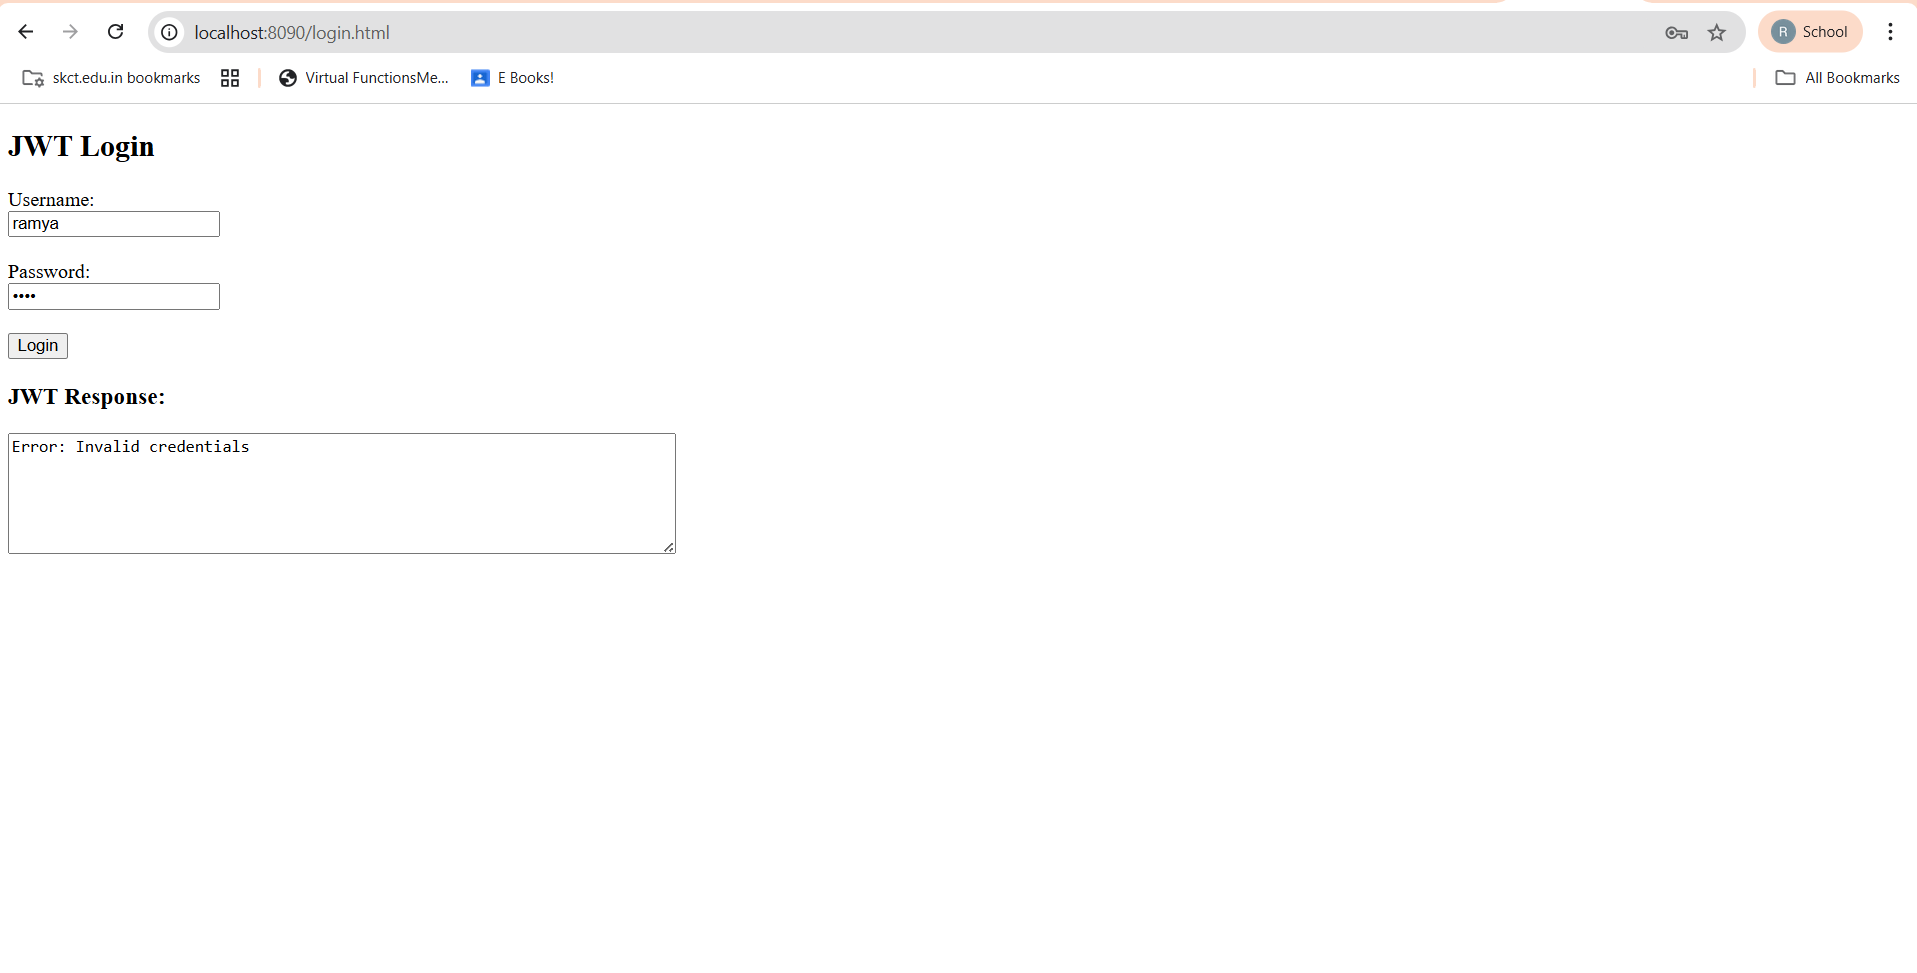 localhost:8090/login.html
R School
skct.edu.in bookmarks Virtual FunctionsMe... E Books! All Bookmarks
JWT Login
Username:
ramya
Password:
••••
Login
JWT Response:
Error: Invalid credentials